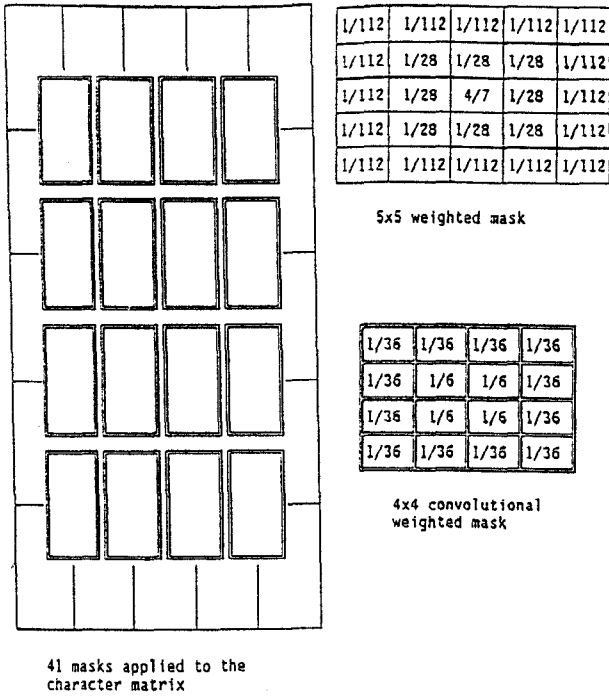 1/112 1/112 1/112 1/112 1/112
1/112 1/28 1/28 1/28 1/112
1/112 1/28 4/7 1/28 1/112
1/112 1/28 1/28 1/28 1/112
1/112 1/112 1/112 1/112 1/112
5x5 weighted mask
1/36 1/36 1/36 1/36
1/36 1/6 1/6 1/36
1/36 1/6 1/6 1/36
1/36 1/36 1/36 1/36
4x4 convolutional
weighted mask
41 masks applied to the
character matrix